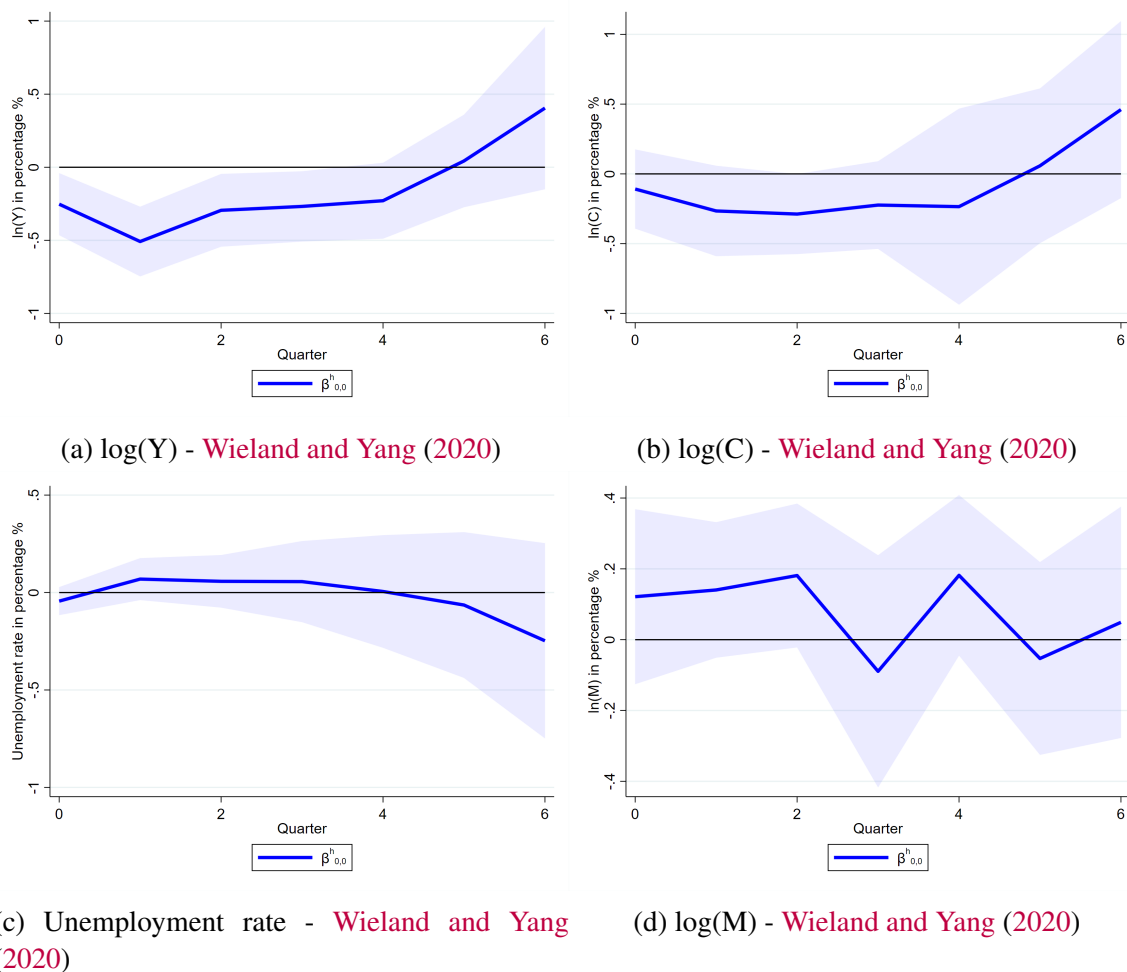 ln(Y) in percentage %
1
.5
0
-.5
-1
0 2 4 6
Quarter
β^h_{0,0}
(a) log(Y) - Wieland and Yang (2020)
ln(C) in percentage %
1
.5
0
-.5
-1
0 2 4 6
Quarter
β^h_{0,0}
(b) log(C) - Wieland and Yang (2020)
Unemployment rate in percentage %
.5
0
-.5
-1
0 2 4 6
Quarter
β^h_{0,0}
(c) Unemployment rate - Wieland and Yang
(2020)
ln(M) in percentage %
.4
.2
0
-.2
-.4
0 2 4 6
Quarter
β^h_{0,0}
(d) log(M) - Wieland and Yang (2020)